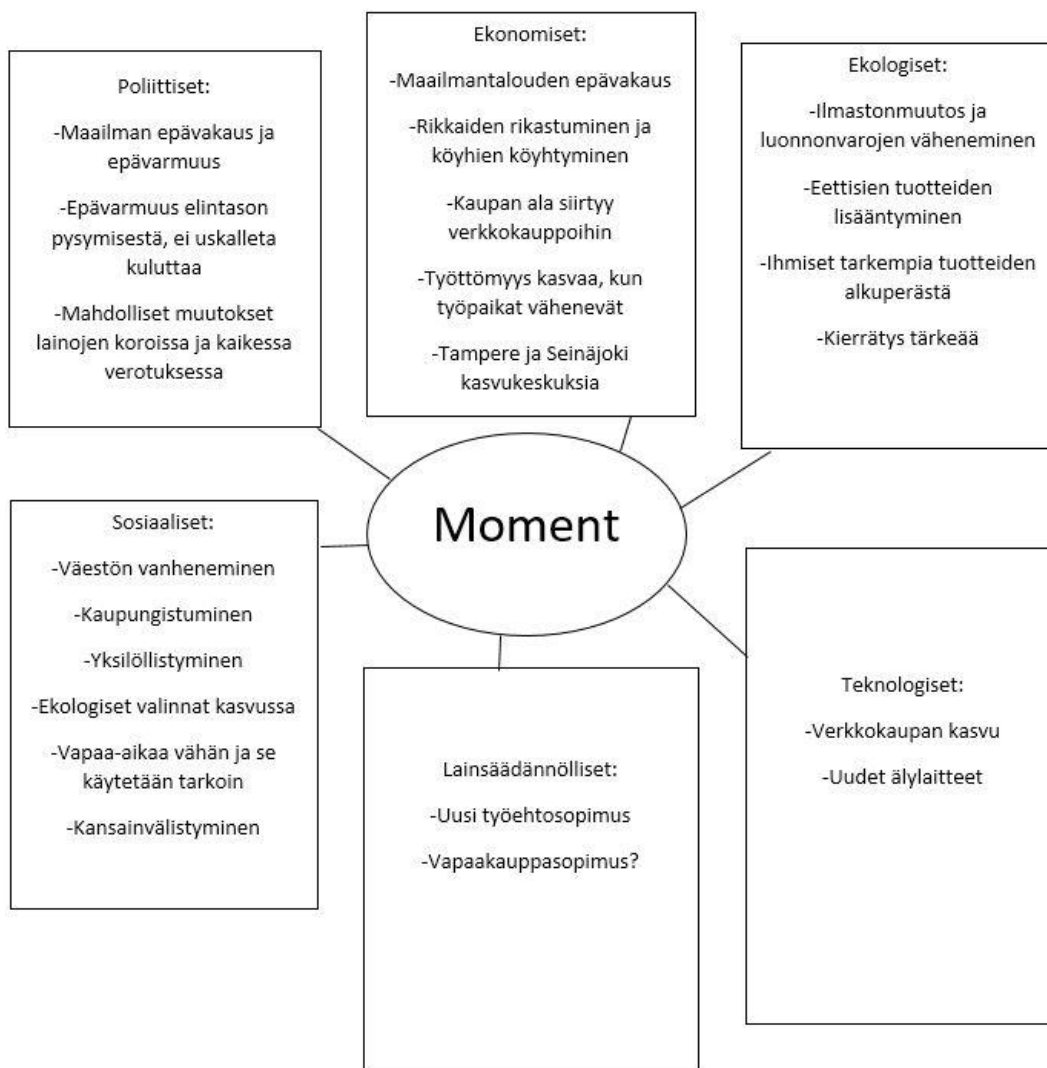 Poliittiset:
-Maailman epävakaus ja
epävarmuus
-Epävarmuus elintason
pysymisestä, ei uskalleta
kuluttaa
-Mahdolliset muutokset
lainojen koroissa ja kaikessa
verotuksessa
Ekonomiset:
-Maailmantalouden epävakaus
-Rikkaiden rikastuminen ja
köyhien köyhtyminen
-Kaupan ala siirtyy
verkkokauppoihin
-Työttömyys kasvaa, kun
työpaikat vähenevät
-Tampere ja Seinäjoki
kasvukeskuksia
Ekologiset:
-Ilmastonmuutos ja
luonnonvarojen väheneminen
-Eettisien tuotteiden
lisääntyminen
-Ihmiset tarkempia tuotteiden
alkuperästä
-Kierrätys tärkeää
Moment
Sosiaaliset:
-Väestön vanheneminen
-Kaupungistuminen
-Yksilöllistyminen
-Ekologiset valinnat kasvussa
-Vapaa-aikaa vähän ja se
käytetään tarkoin
-Kansainvälistyminen
Lainsäädännölliset:
-Uusi työehtosopimus
-Vapaakauppasopimus?
Teknologiset:
-Verkkokaupan kasvu
-Uudet älylaitteet